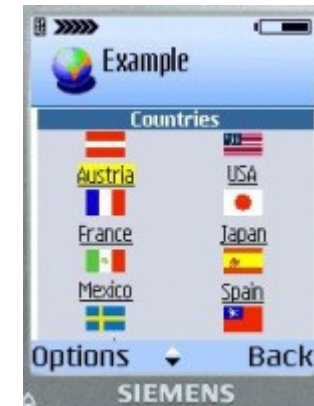 Example
Countries
Austria USA
France Japan
Mexico Spain
Options Back
SIEMENS